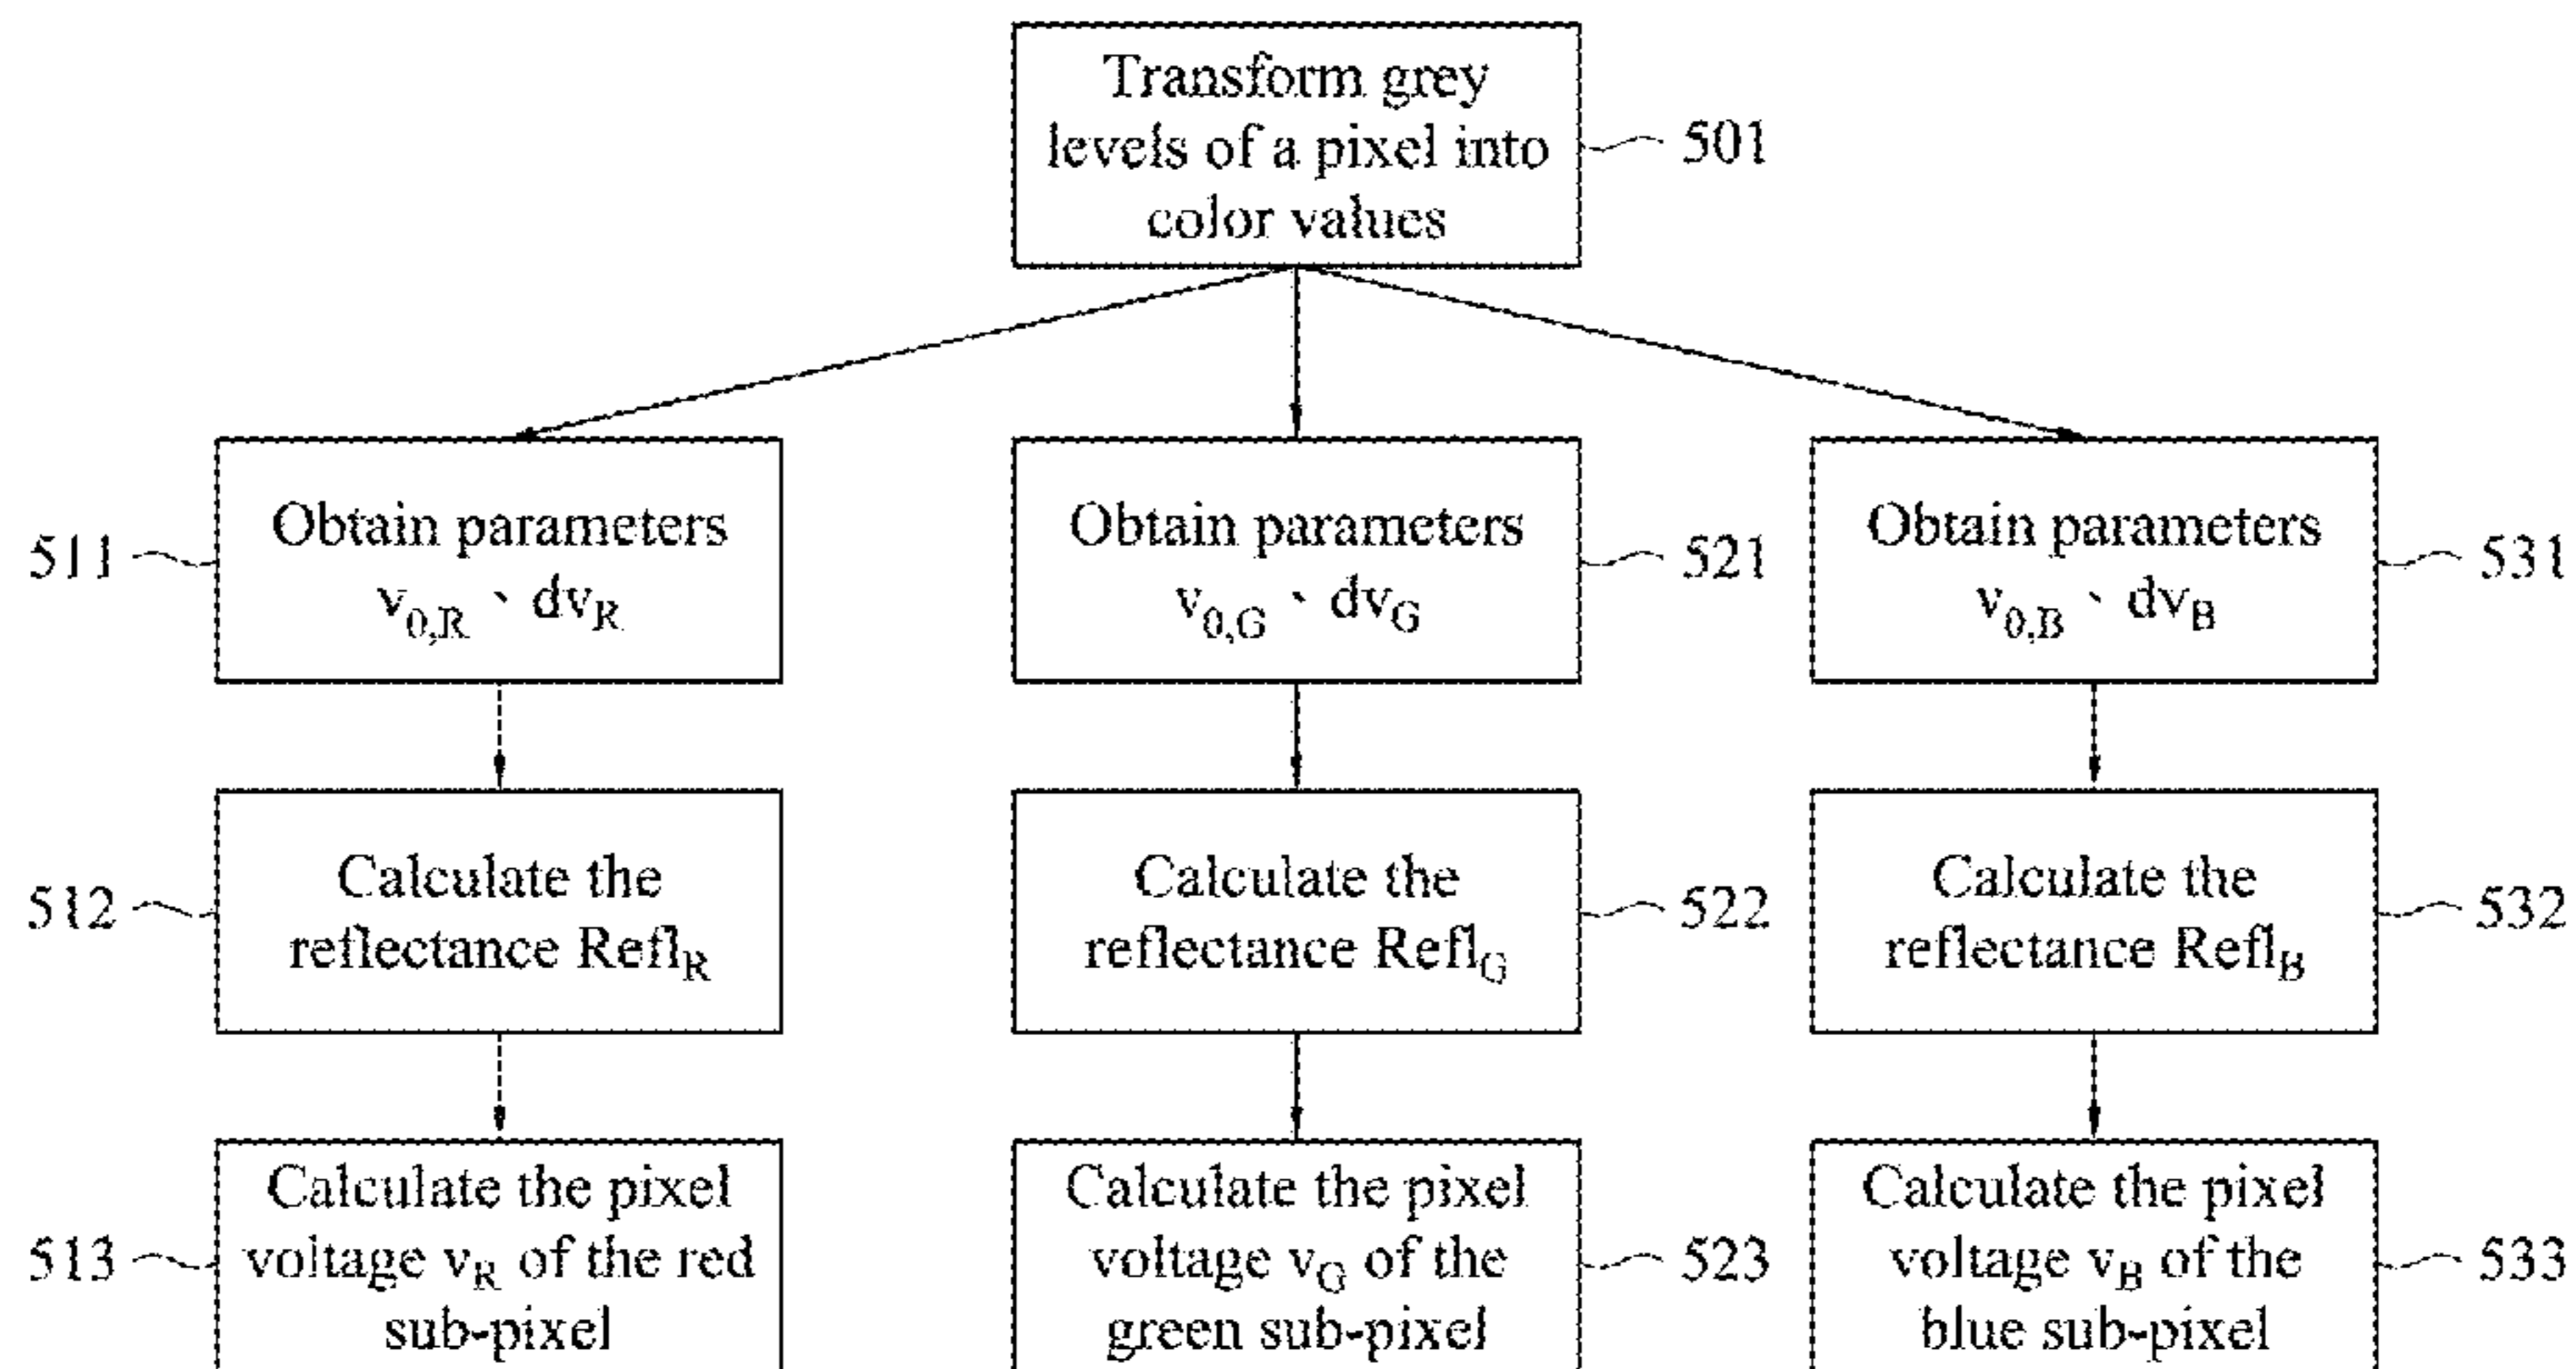 Transform grey
levels of a pixel into
color values
501
511
Obtain parameters
v0,R、dvR
Obtain parameters
v0,G、dvG
521
Obtain parameters
v0,B、dvB
531
512
Calculate the
reflectance ReflR
Calculate the
reflectance ReflG
522
Calculate the
reflectance ReflB
532
513
Calculate the pixel
voltage vR of the red
sub-pixel
Calculate the pixel
voltage vG of the
green sub-pixel
523
Calculate the pixel
voltage vB of the
blue sub-pixel
533